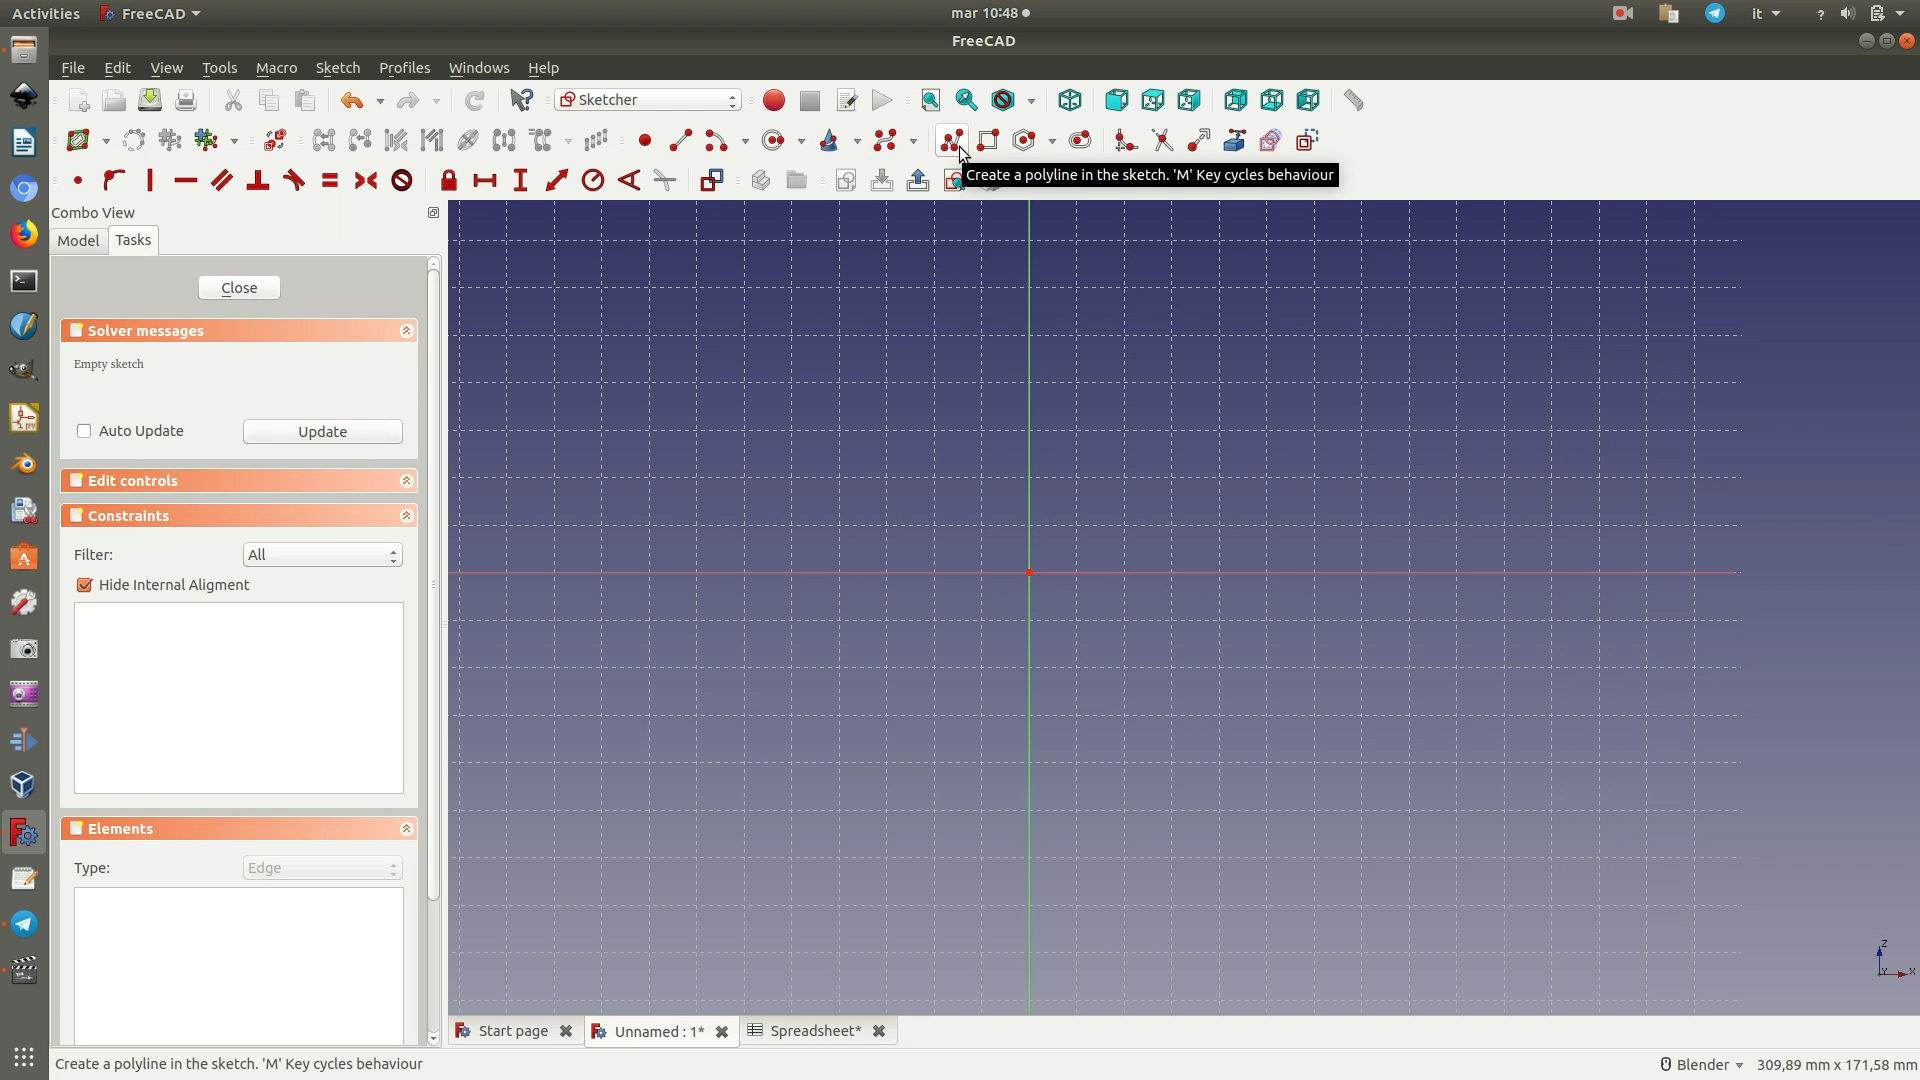 Activities FreeCAD mar 10:48 it ?
FreeCAD
File Edit View Tools Macro Sketch Profiles Windows Help
Sketcher
Create a polyline in the sketch. 'M' Key cycles behaviour
Combo View
Model Tasks
Close
Solver messages
Empty sketch
Auto Update Update
Edit controls
Constraints
Filter: All
Hide Internal Aligment
Elements
Type: Edge
z
Y x
Start page Unnamed : 1* Spreadsheet*
Create a polyline in the sketch. 'M' Key cycles behaviour Blender 309,89 mm x 171,58 mm